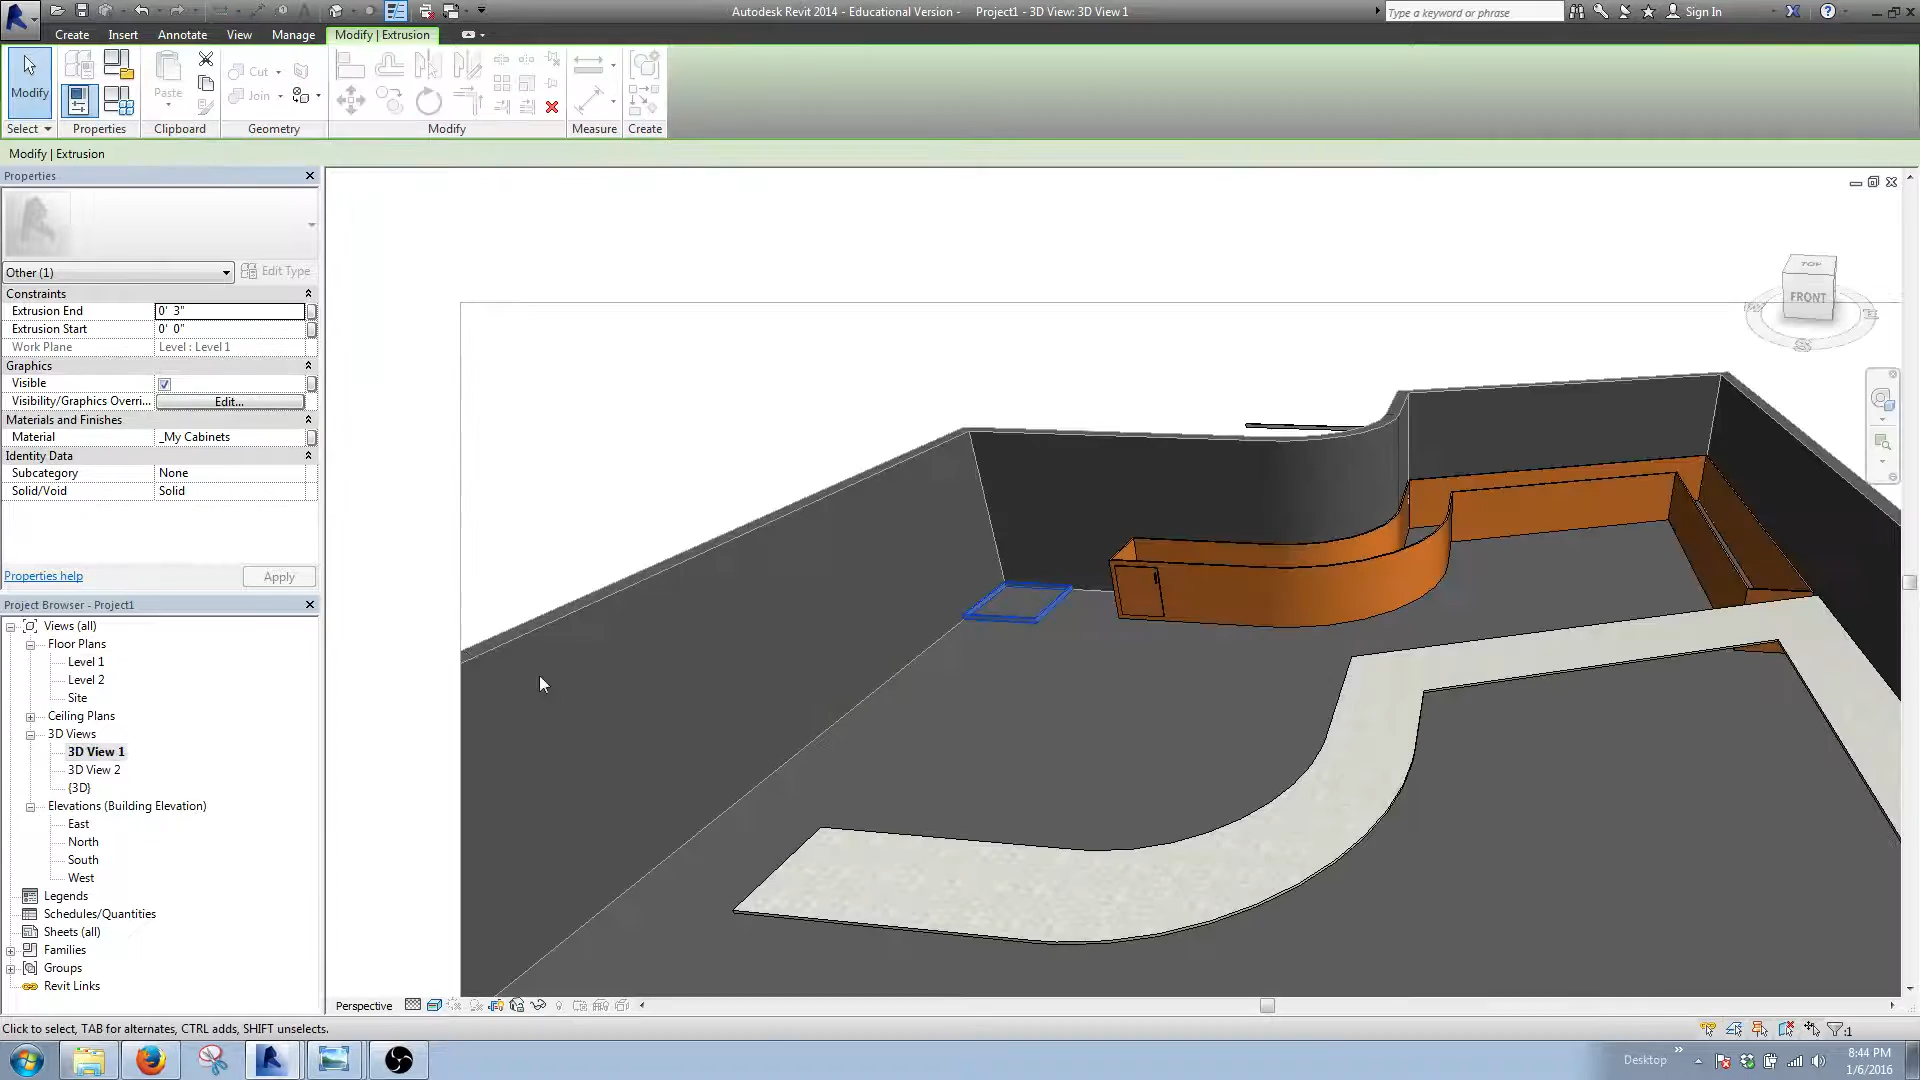 Autodesk Revit 2014 - Educational Version -    Project1 - 3D View: 3D View 1
Type a keyword or phrase
Sign In
Create Insert Annotate View Manage Modify | Extrusion
Modify
Paste
Cut
Join
Select Properties Clipboard Geometry Modify Measure Create
Modify | Extrusion
Properties
Other (1)
Edit Type
Constraints
Extrusion End 0' 3"
Extrusion Start 0' 0"
Work Plane Level : Level 1
Graphics
Visible
Visibility/Graphics Overri... Edit...
Materials and Finishes
Material _My Cabinets
Identity Data
Subcategory None
Solid/Void Solid
Properties help Apply
Project Browser - Project1
Views (all)
Floor Plans
Level 1
Level 2
Site
Ceiling Plans
3D Views
3D View 1
3D View 2
{3D}
Elevations (Building Elevation)
East
North
South
West
Legends
Schedules/Quantities
Sheets (all)
Families
Groups
Revit Links
TOP
FRONT
Perspective
Click to select, TAB for alternates, CTRL adds, SHIFT unselects.
:1
Desktop
8:44 PM
1/6/2016